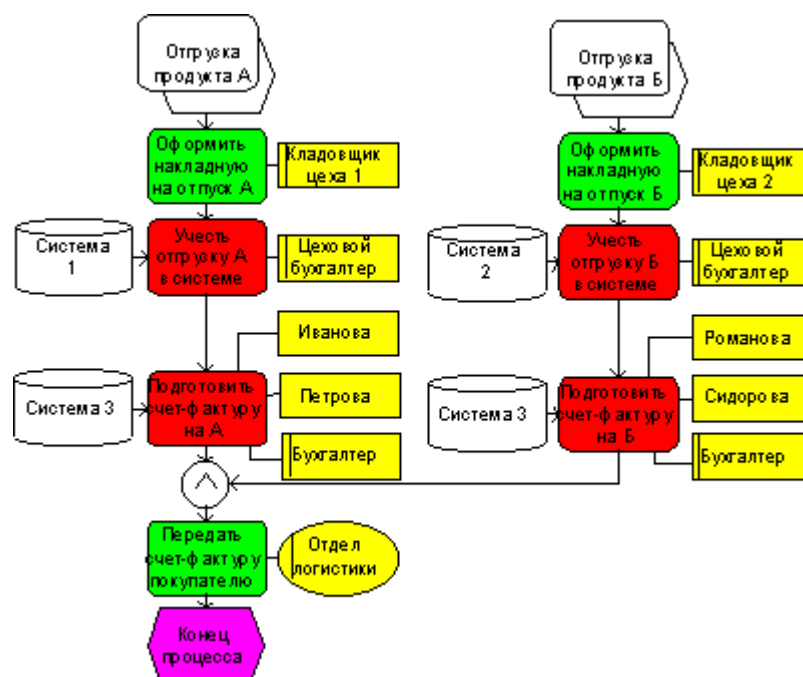 Отгрузка
продукта А
Отгрузка
продукта Б
Оформить
накладную
на отпуск А
Кладовщик
цеха 1
Оформить
накладную
на отпуск Б
Кладовщик
цеха 2
Система
1
Учесть
отгрузку А
в системе
Цеховой
бухгалтер
Система
2
Учесть
отгрузку Б
в системе
Цеховой
бухгалтер
Иванова
Романова
Система 3
Подготовить
счет-фактуру
на А
Петрова
Бухгалтер
Система 3
Подготовить
счет-фактуру
на Б
Сидорова
Бухгалтер
Передать
счет-фактуру
покупателю
Отдел
логистики
Конец
процесса